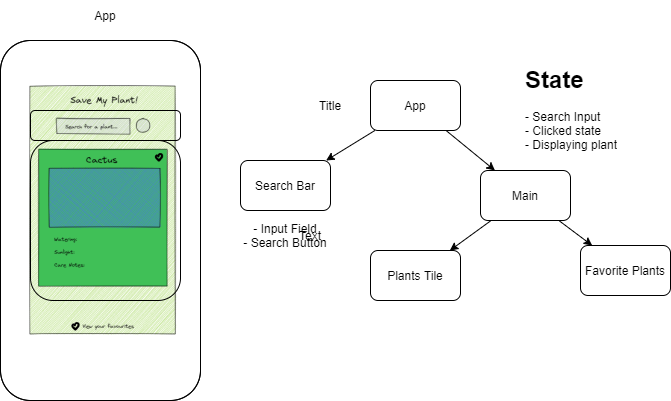 App
Save My Plant!
Search for a plant...
Cactus
Watering:
Sunlight:
Care Notes:
View your favourites
Title
App
Search Bar
- Input Field
- Search Button
Text
Main
Plants Tile
Favorite Plants
State
- Search Input
- Clicked state
- Displaying plant